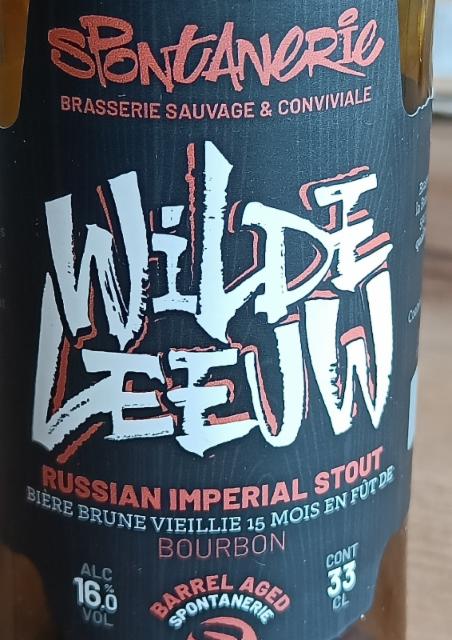 SPONTANERIE
BRASSERIE SAUVAGE & CONVIVIALE
WILDE
LEEUW
RUSSIAN IMPERIAL STOUT
BIÈRE BRUNE VIEILLIE 15 MOIS EN FÛT DE
BOURBON
ALC
16.0%
VOL
BARREL AGED
SPONTANERIE
CONT
33
CL